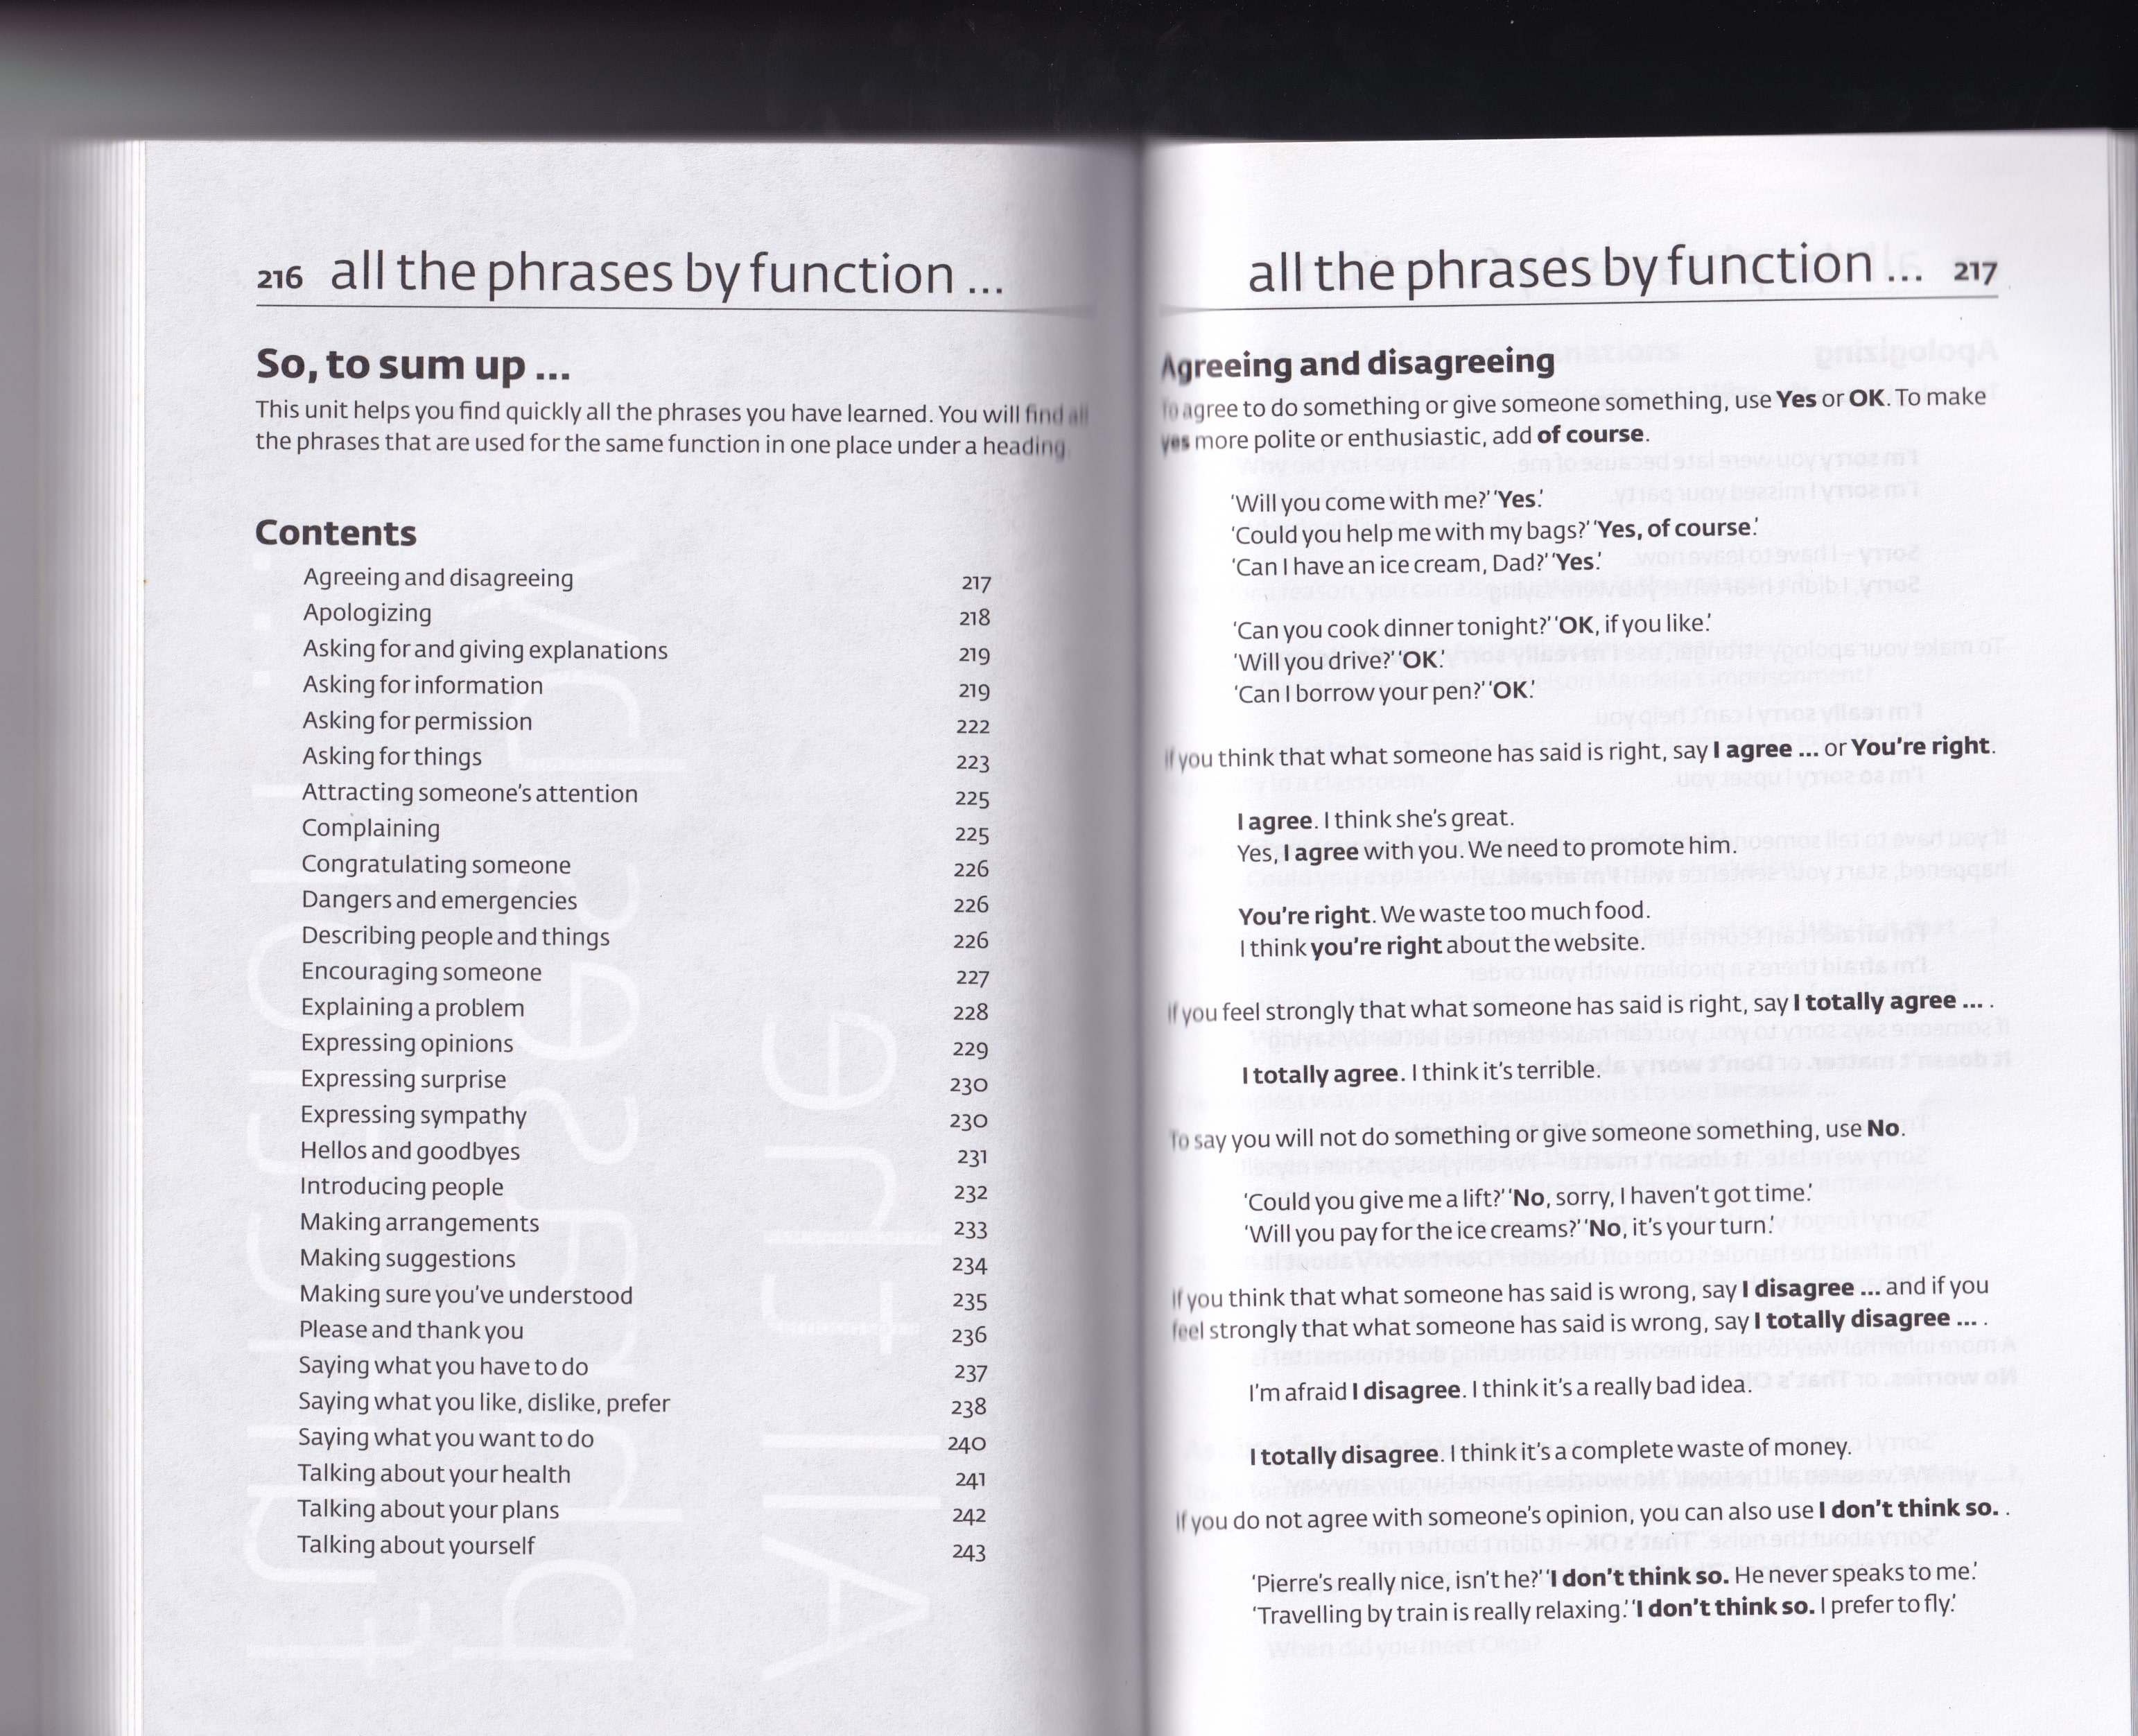 216 all the phrases by function ...
So, to sum up ...
This unit helps you find quickly all the phrases you have learned. You will find all
the phrases that are used for the same function in one place under a heading
Contents
Agreeing and disagreeing 217
Apologizing 218
Asking for and giving explanations 219
Asking for information 219
Asking for permission 222
Asking for things 223
Attracting someone's attention 225
Complaining 225
Congratulating someone 226
Dangers and emergencies 226
Describing people and things 226
Encouraging someone 227
Explaining a problem 228
Expressing opinions 229
Expressing surprise 230
Expressing sympathy 230
Hellos and goodbyes 231
Introducing people 232
Making arrangements 233
Making suggestions 234
Making sure you've understood 235
Please and thank you 236
Saying what you have to do 237
Saying what you like, dislike, prefer 238
Saying what you want to do 240
Talking about your health 241
Talking about your plans 242
Talking about yourself 243
all the phrases by function ... 217
Agreeing and disagreeing
To agree to do something or give someone something, use Yes or OK. To make
yes more polite or enthusiastic, add of course.
'Will you come with me?' 'Yes.'
'Could you help me with my bags?' 'Yes, of course.'
'Can I have an ice cream, Dad?' 'Yes.'
'Can you cook dinner tonight?' 'OK, if you like.'
'Will you drive?' 'OK.'
'Can I borrow your pen?' 'OK.'
If you think that what someone has said is right, say I agree ... or You're right.
I agree. I think she's great.
Yes, I agree with you. We need to promote him.
You're right. We waste too much food.
I think you're right about the website.
If you feel strongly that what someone has said is right, say I totally agree ... .
I totally agree. I think it's terrible.
To say you will not do something or give someone something, use No.
'Could you give me a lift?' 'No, sorry, I haven't got time.'
'Will you pay for the ice creams?' 'No, it's your turn.'
If you think that what someone has said is wrong, say I disagree ... and if you
feel strongly that what someone has said is wrong, say I totally disagree ... .
I'm afraid I disagree. I think it's a really bad idea.
I totally disagree. I think it's a complete waste of money.
If you do not agree with someone's opinion, you can also use I don't think so. .
'Pierre's really nice, isn't he?' 'I don't think so. He never speaks to me.'
'Travelling by train is really relaxing.' 'I don't think so. I prefer to fly.'